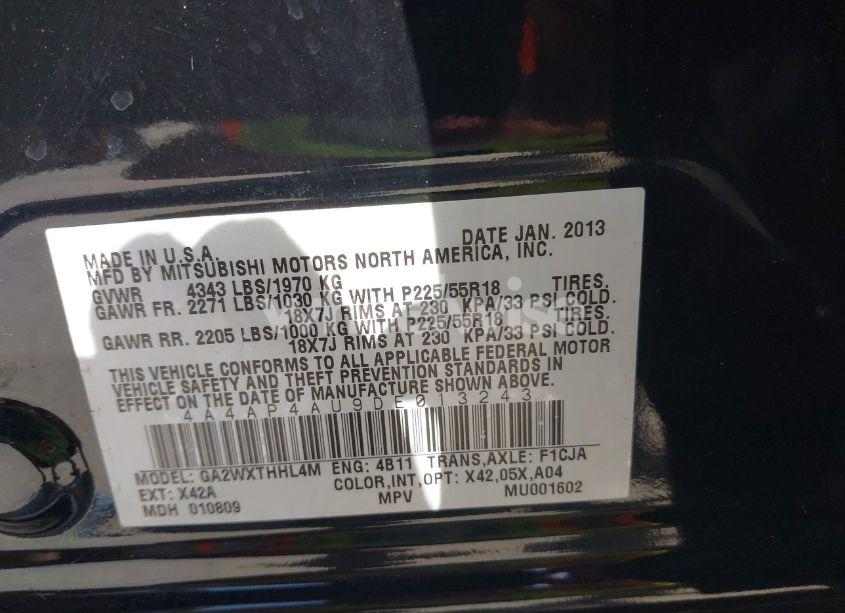 MADE IN U.S.A. DATE JAN. 2013
MFD BY MITSUBISHI MOTORS NORTH AMERICA, INC.
GVWR 4343 LBS/1970 KG
GAWR FR. 2271 LBS/1030 KG WITH P225/55R18 TIRES.
18X7J RIMS AT 230 KPA/33 PSI COLD.
GAWR RR. 2205 LBS/1000 KG WITH P225/55R18 TIRES.
18X7J RIMS AT 230 KPA/33 PSI COLD.
THIS VEHICLE CONFORMS TO ALL APPLICABLE FEDERAL MOTOR
VEHICLE SAFETY AND THEFT PREVENTION STANDARDS IN
EFFECT ON THE DATE OF MANUFACTURE SHOWN ABOVE.
4A4AP4AU9DE013243
MODEL: GA2WXTHHL4M ENG: 4B11 TRANS,AXLE: F1CJA
EXT: X42A COLOR,INT,OPT: X42,05X,A04
MDH 010809 MPV MU001602